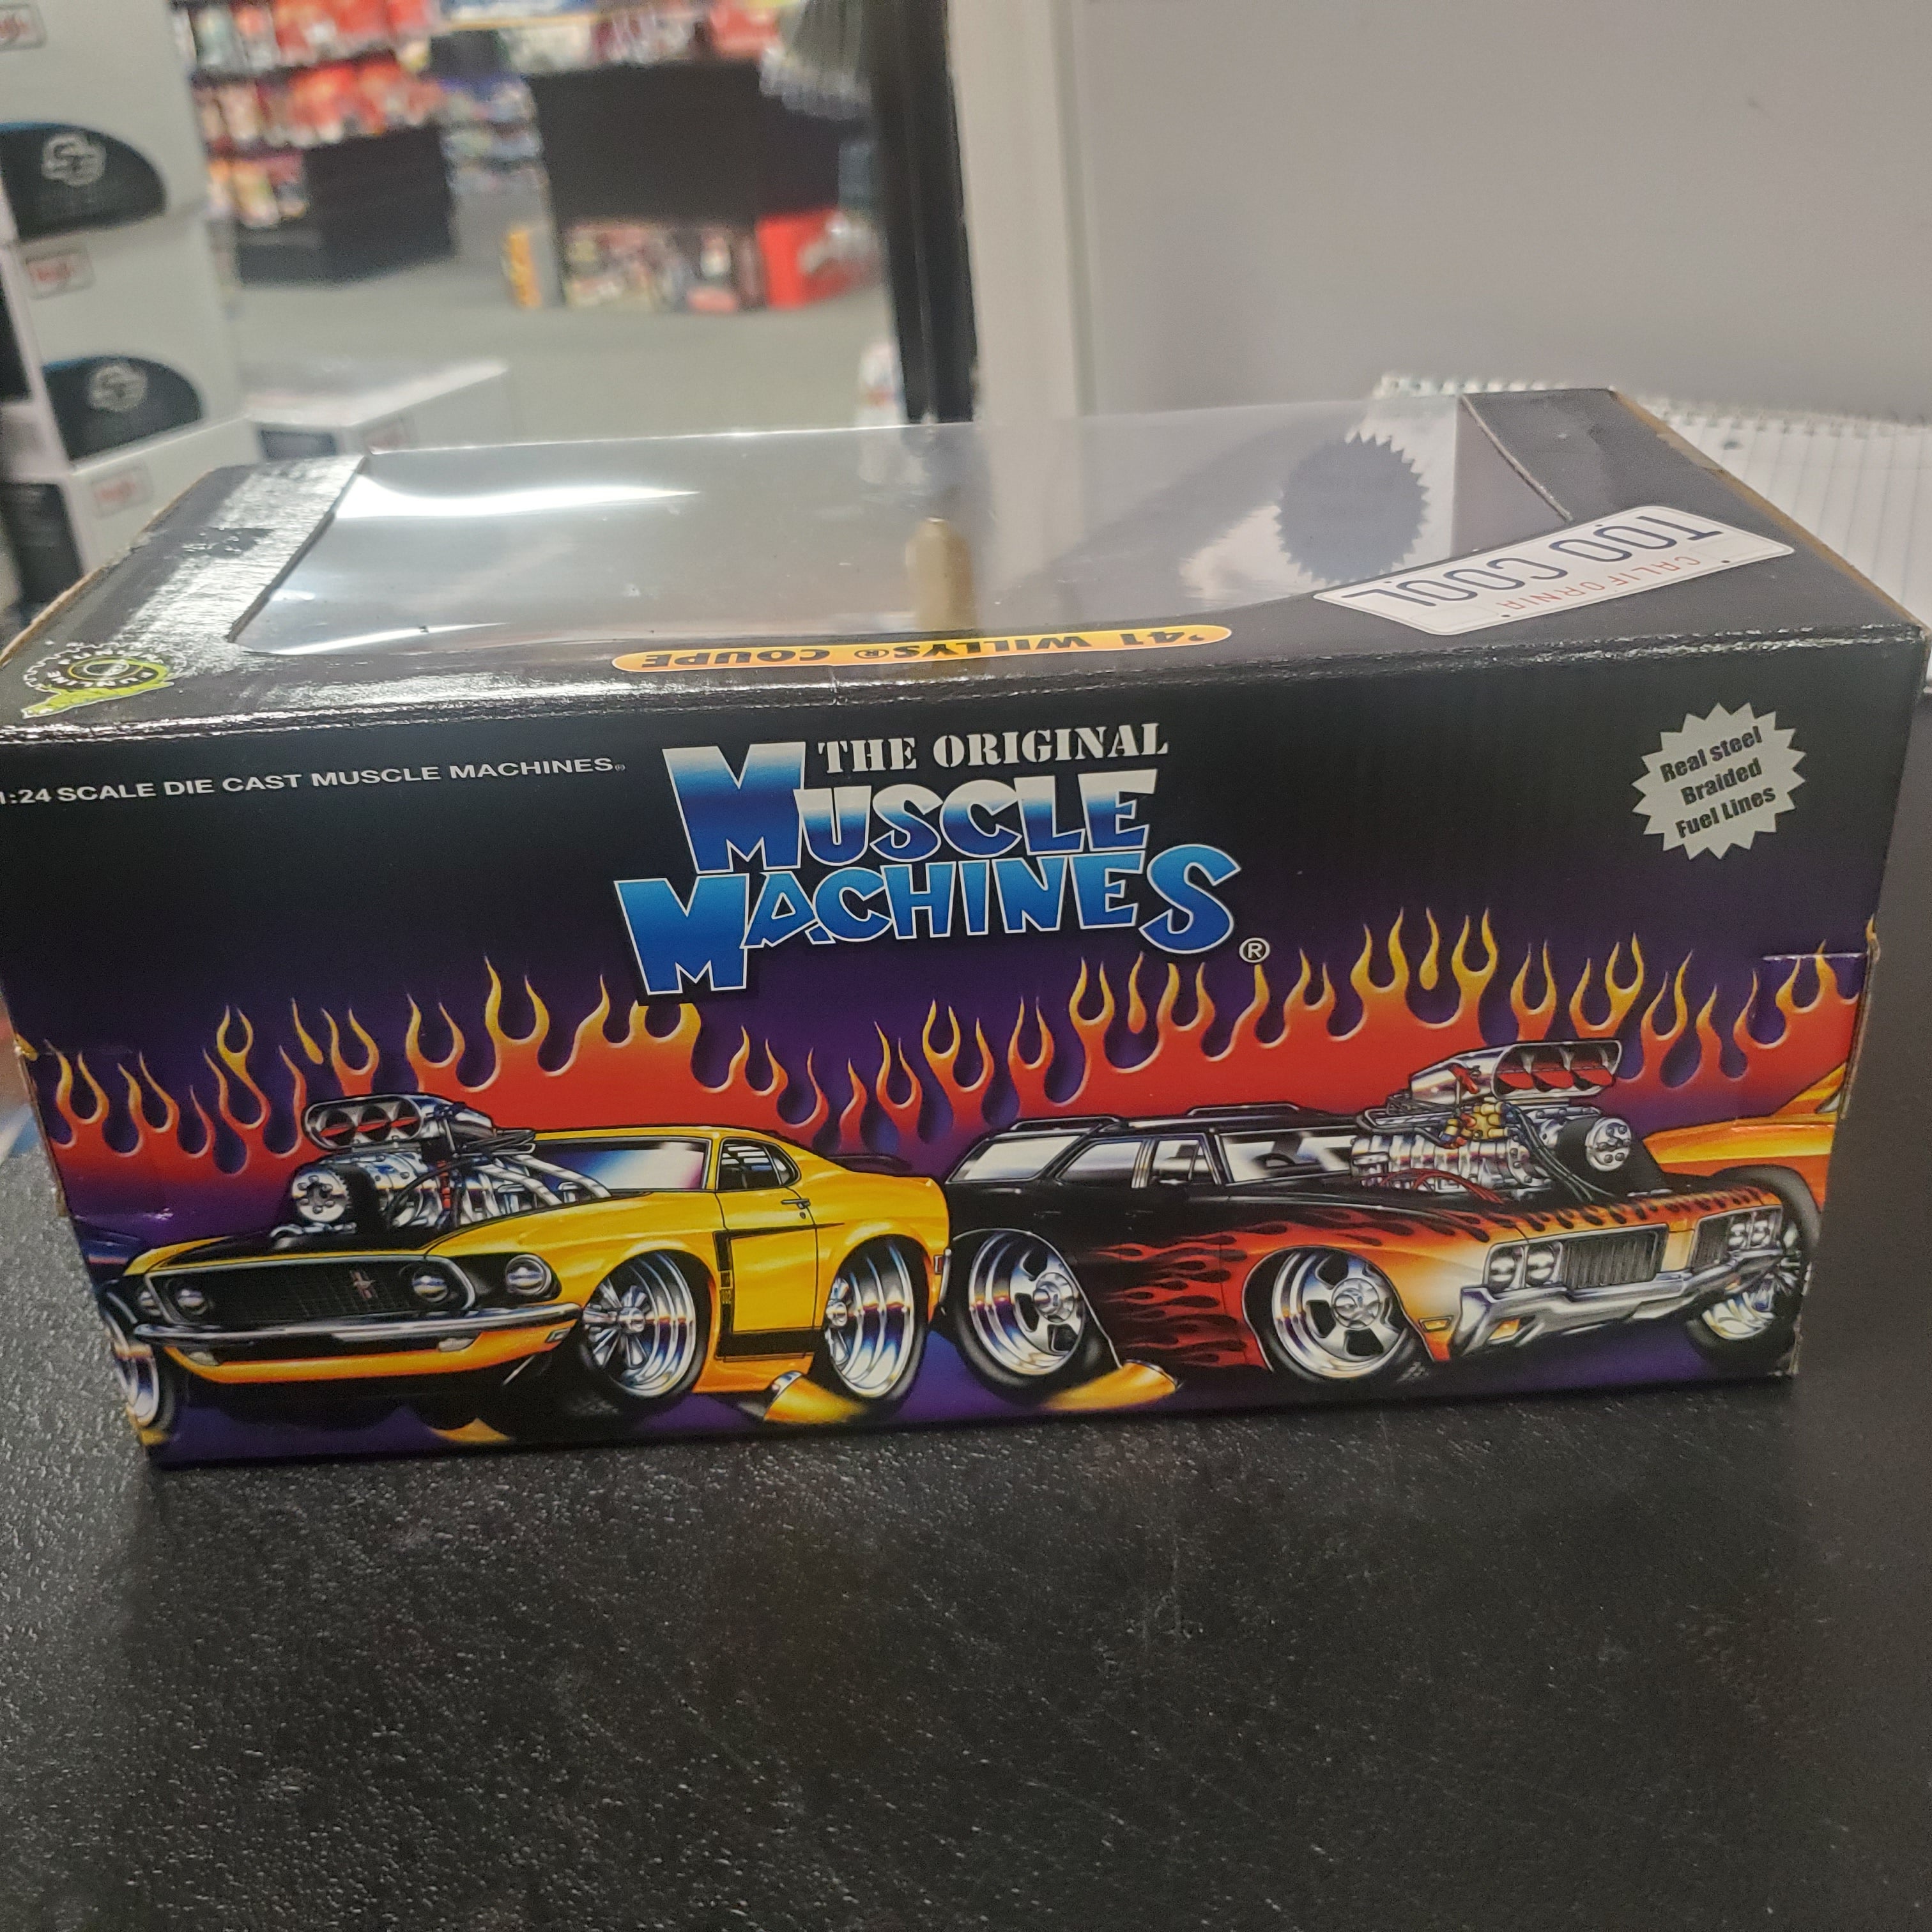 TOO COOL
CALIFORNIA
'41 WILLYS® COUPE
1:24 SCALE DIE CAST MUSCLE MACHINES®
THE ORIGINAL
MUSCLE
MACHINES®
Real steel
Braided
Fuel Lines